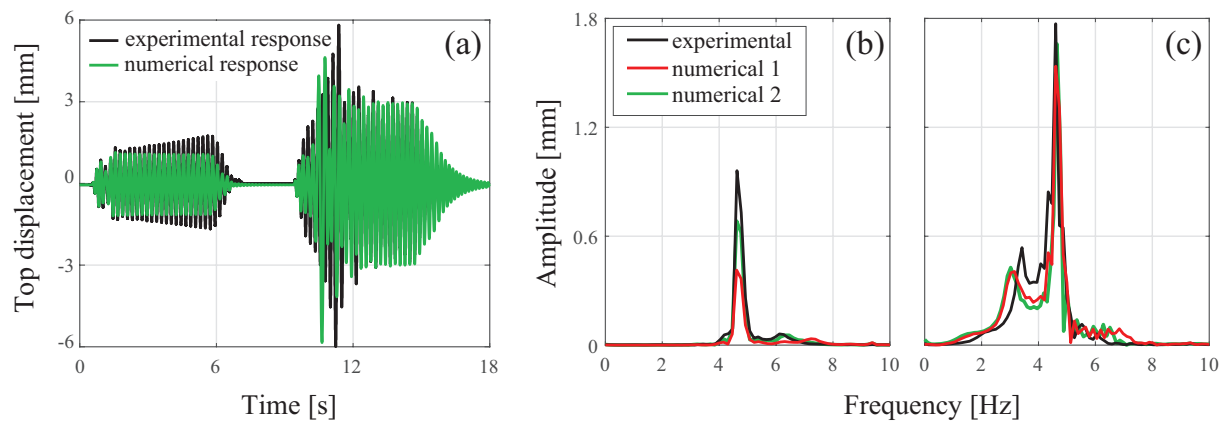 Top displacement [mm]
6
3
0
-3
-6
experimental response
numerical response
(a)
0
6
12
18
Time [s]
Amplitude [mm]
1.8
1.2
0.6
0
experimental
numerical 1
numerical 2
(b)
(c)
0
2
4
6
8
10
0
2
4
6
8
10
Frequency [Hz]